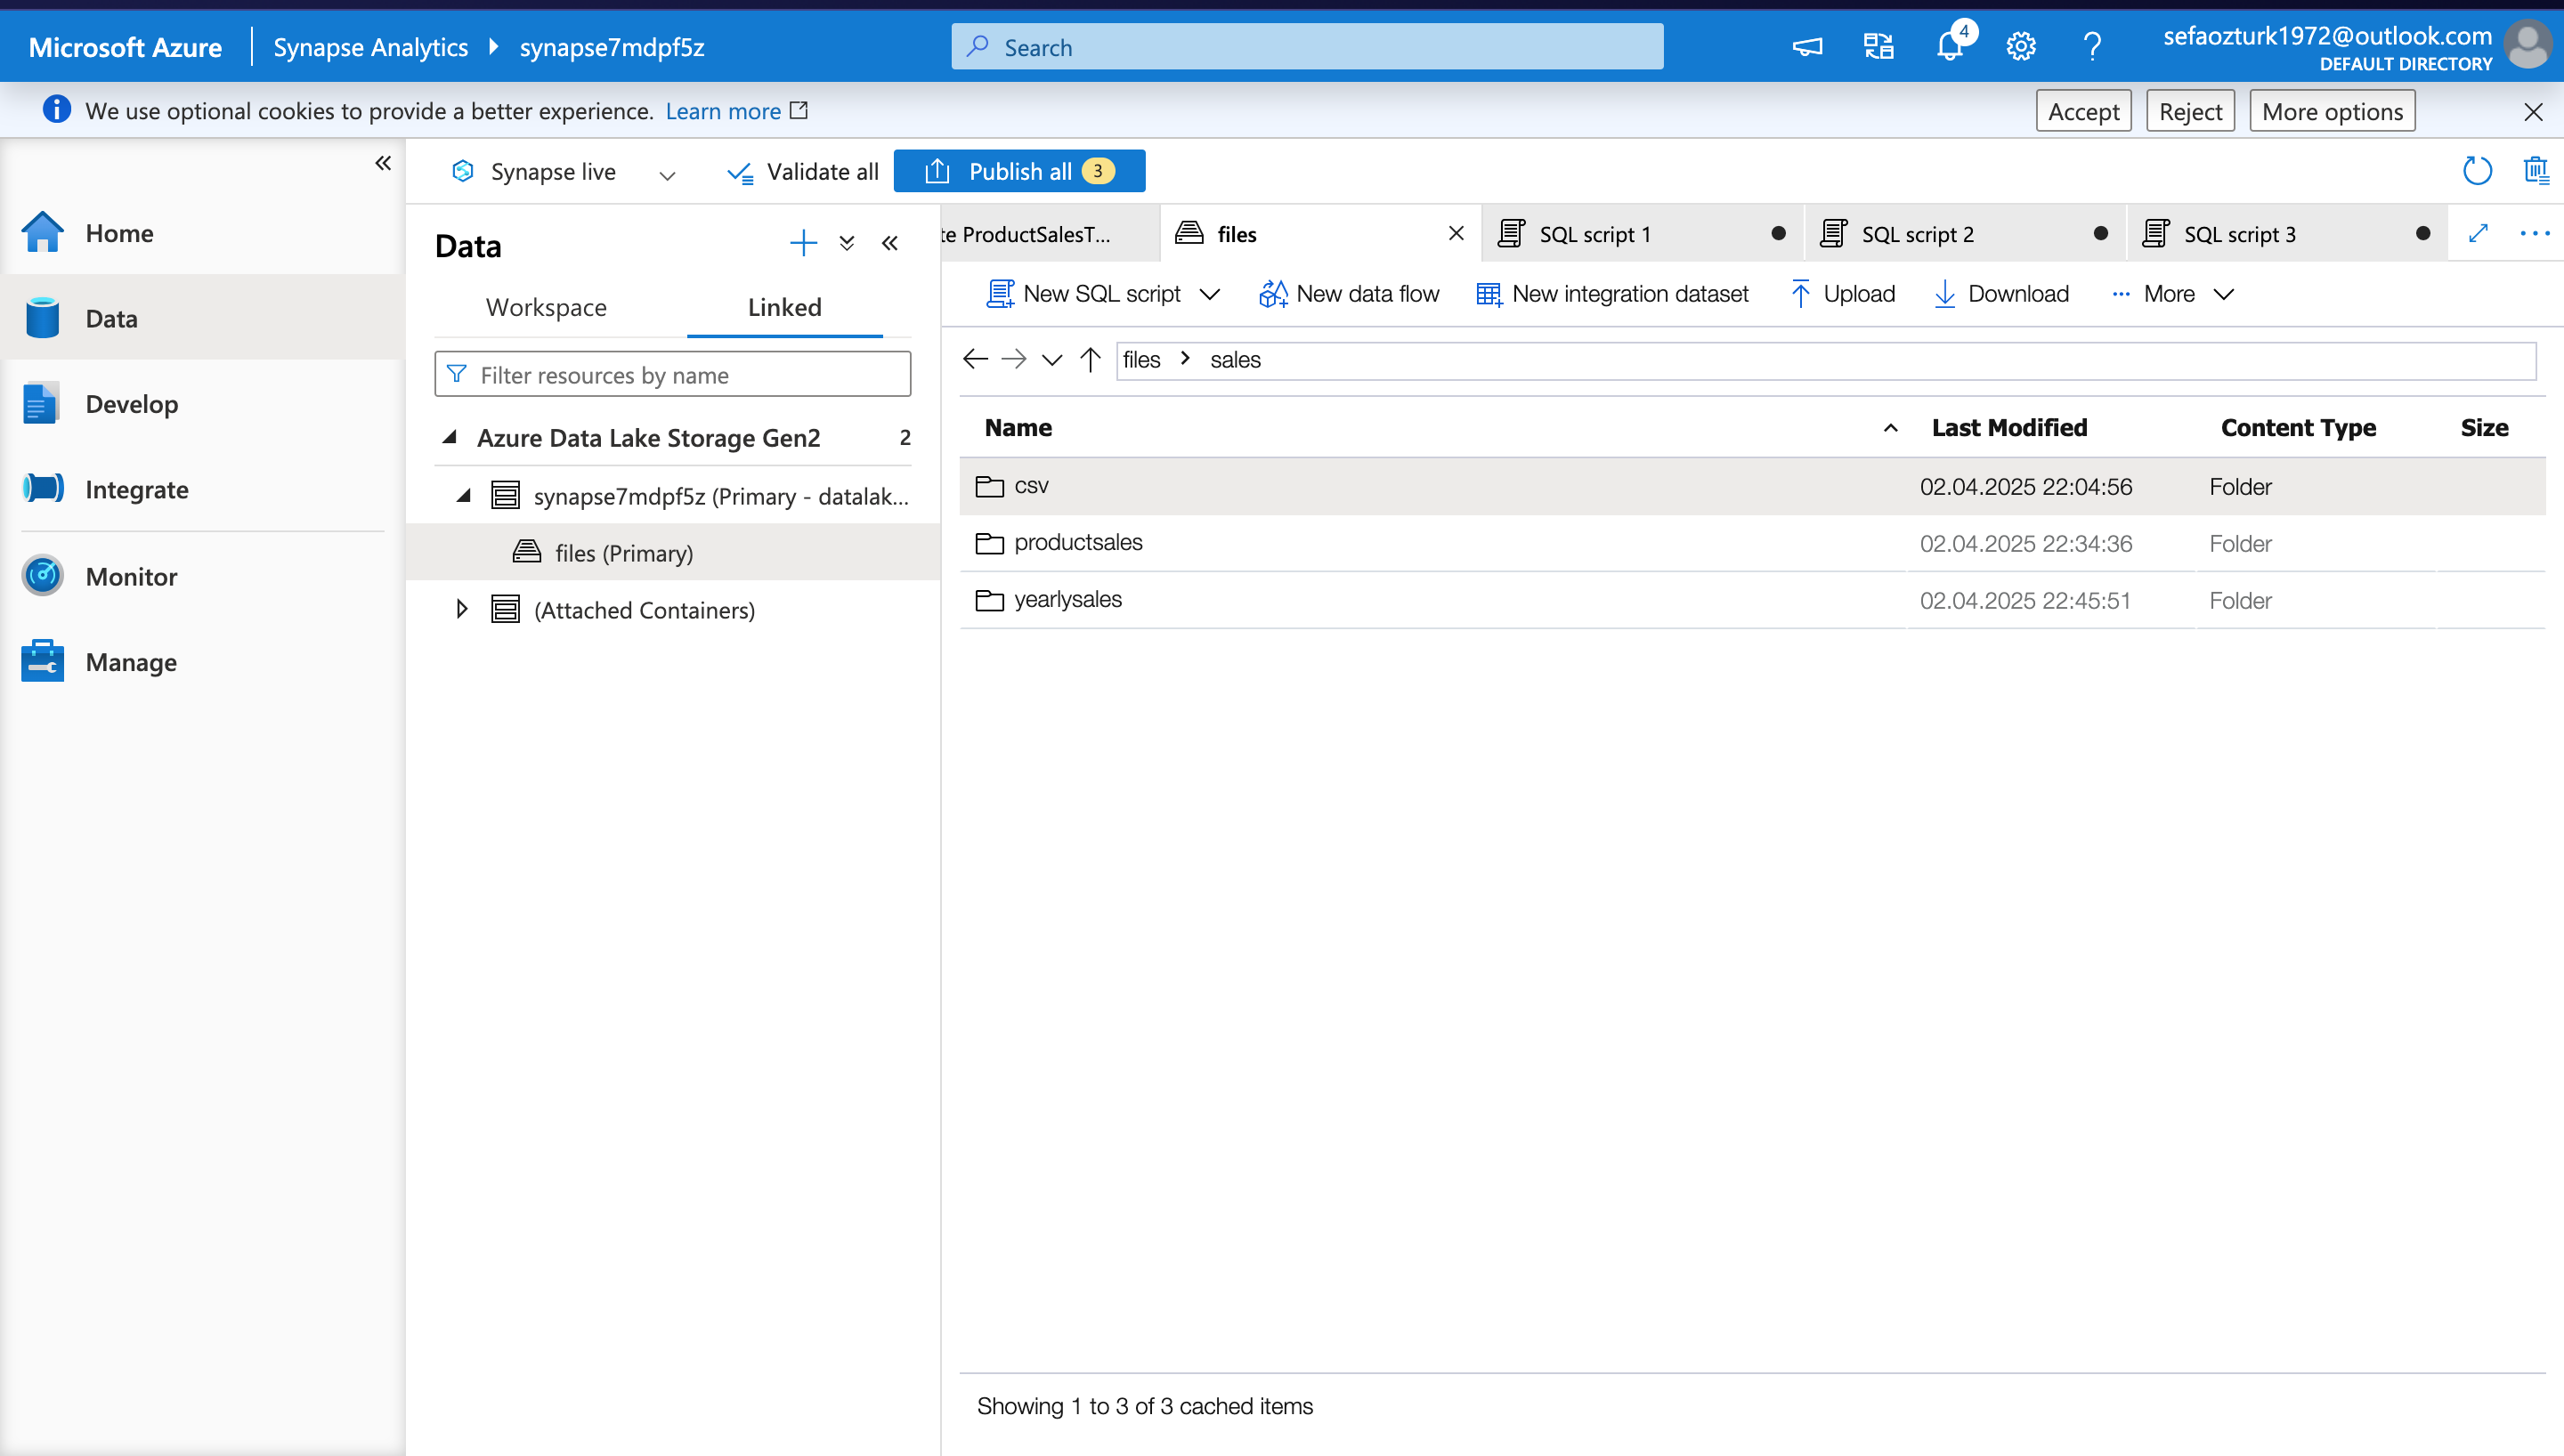 Microsoft Azure
Synapse Analytics
synapse7mdpf5z
Search
4
sefaozturk1972@outlook.com
DEFAULT DIRECTORY
We use optional cookies to provide a better experience. Learn more
Accept
Reject
More options
Synapse live
Validate all
Publish all 3
Home
Data
Develop
Integrate
Monitor
Manage
Data
Workspace
Linked
Filter resources by name
Azure Data Lake Storage Gen2 2
synapse7mdpf5z (Primary - datalak...
files (Primary)
(Attached Containers)
te ProductSalesT...
files
SQL script 1
SQL script 2
SQL script 3
New SQL script
New data flow
New integration dataset
Upload
Download
More
files > sales
Name Last Modified Content Type Size
csv 02.04.2025 22:04:56 Folder
productsales 02.04.2025 22:34:36 Folder
yearlysales 02.04.2025 22:45:51 Folder
Showing 1 to 3 of 3 cached items